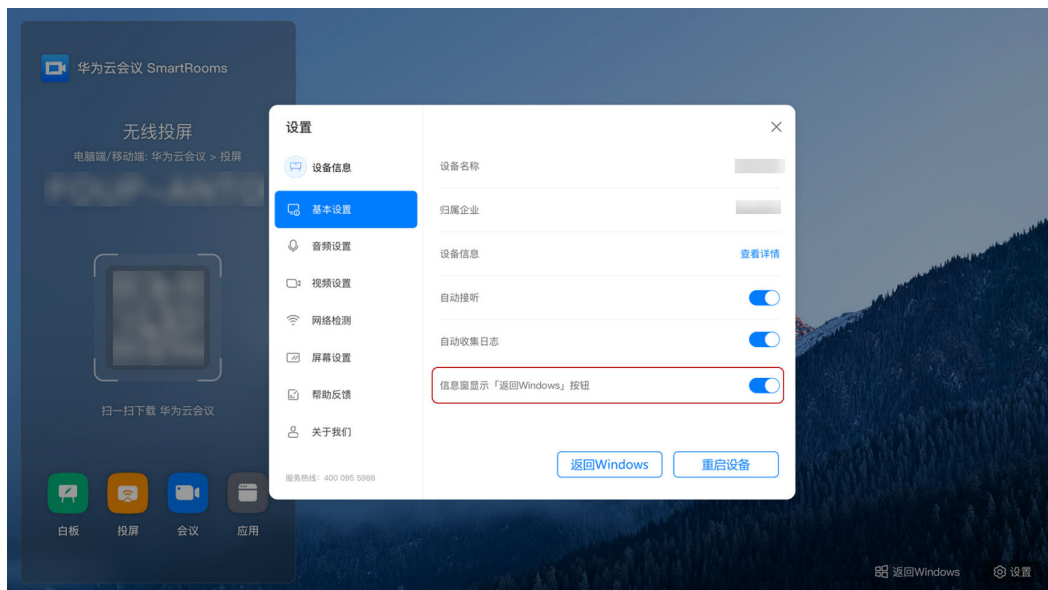 华为云会议 SmartRooms
无线投屏
电脑端/移动端: 华为云会议 > 投屏
扫一扫下载 华为云会议
白板
投屏
会议
应用
设置
设备信息
基本设置
音频设置
视频设置
网络检测
屏幕设置
帮助反馈
关于我们
服务热线: 400 095 5988
设备名称
归属企业
设备信息 查看详情
自动接听
自动收集日志
信息窗显示「返回Windows」按钮
返回Windows 重启设备
返回Windows 设置